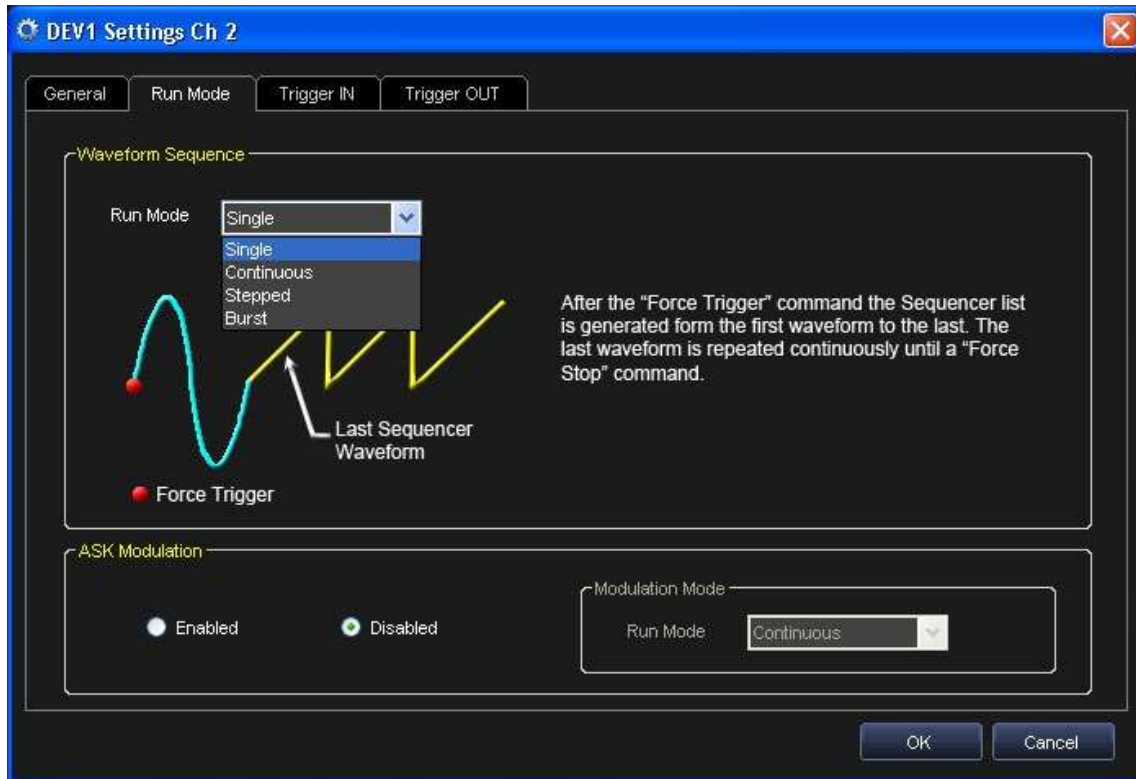 DEV1 Settings Ch 2
General
Run Mode
Trigger IN
Trigger OUT
Waveform Sequence
Run Mode
Single
Single
Continuous
Stepped
Burst
After the “Force Trigger” command the Sequencer list
is generated form the first waveform to the last. The
last waveform is repeated continuously until a “Force
Stop” command.
Last Sequencer
Waveform
Force Trigger
ASK Modulation
Enabled
Disabled
Modulation Mode
Run Mode
Continuous
OK
Cancel